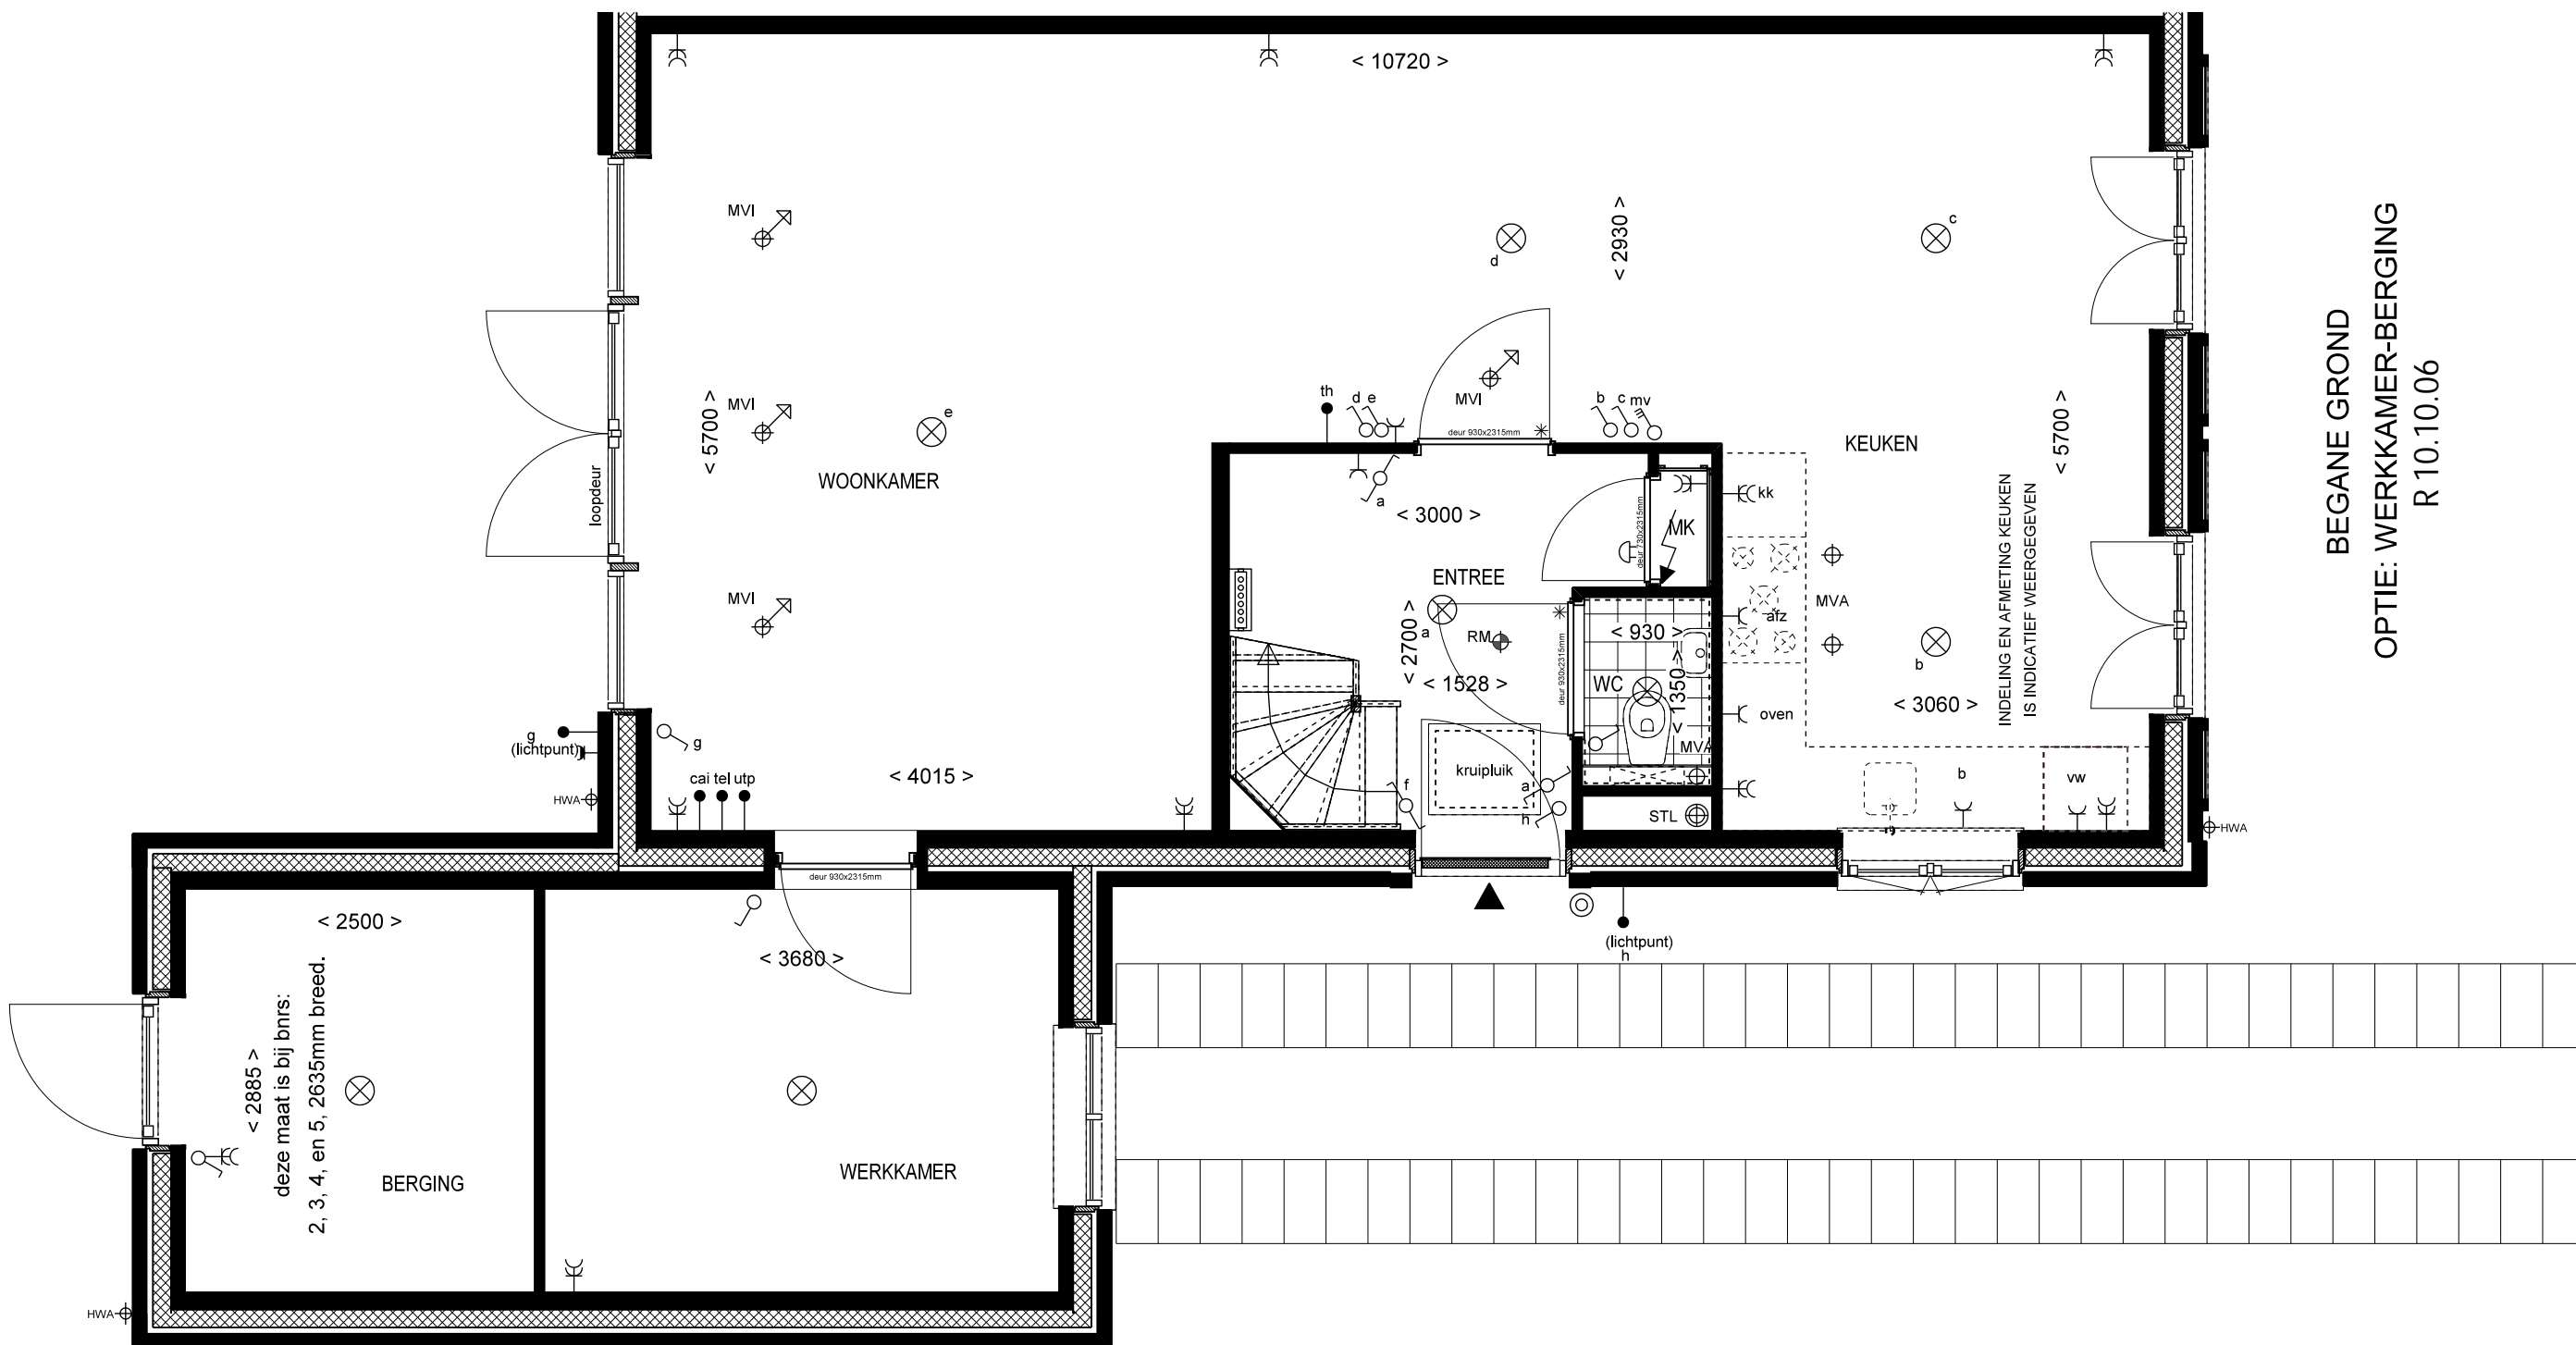 < 10720 >
MVI
d
< 2930 >
c
MVI
e
< 5700 >
loopdeur
WOONKAMER
MVI
th
d e
MVI
deur 930x2315mm
b c mv
KEUKEN
< 5700 >
a
< 3000 >
deur 730x2315mm
MK
kk
ENTREE
a
RM
< 2700 >
< 1528 >
deur 930x2315mm
< 930 >
WC
< 1350 >
MVA
afz
MVA
oven
b
< 3060 >
INDELING EN AFMETING KEUKEN
IS INDICATIEF WEERGEGEVEN
g
(lichtpunt)
g
HWA
cai tel utp
< 4015 >
f
kruipluik
a
h
STL
b
vw
HWA
deur 930x2315mm
(lichtpunt)
h
< 2500 >
< 3680 >
< 2885 >
deze maat is bij bnrs:
2, 3, 4, en 5, 2635mm breed.
BERGING
WERKKAMER
HWA
BEGANE GROND
OPTIE: WERKKAMER-BERGING
R 10.10.06